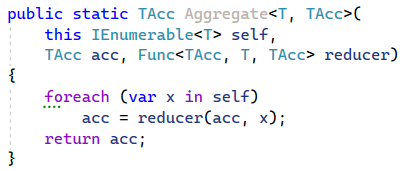 public static TAcc Aggregate<T, TAcc>(
    this IEnumerable<T> self,
    TAcc acc, Func<TAcc, T, TAcc> reducer)
{
    foreach (var x in self)
        acc = reducer(acc, x);
    return acc;
}